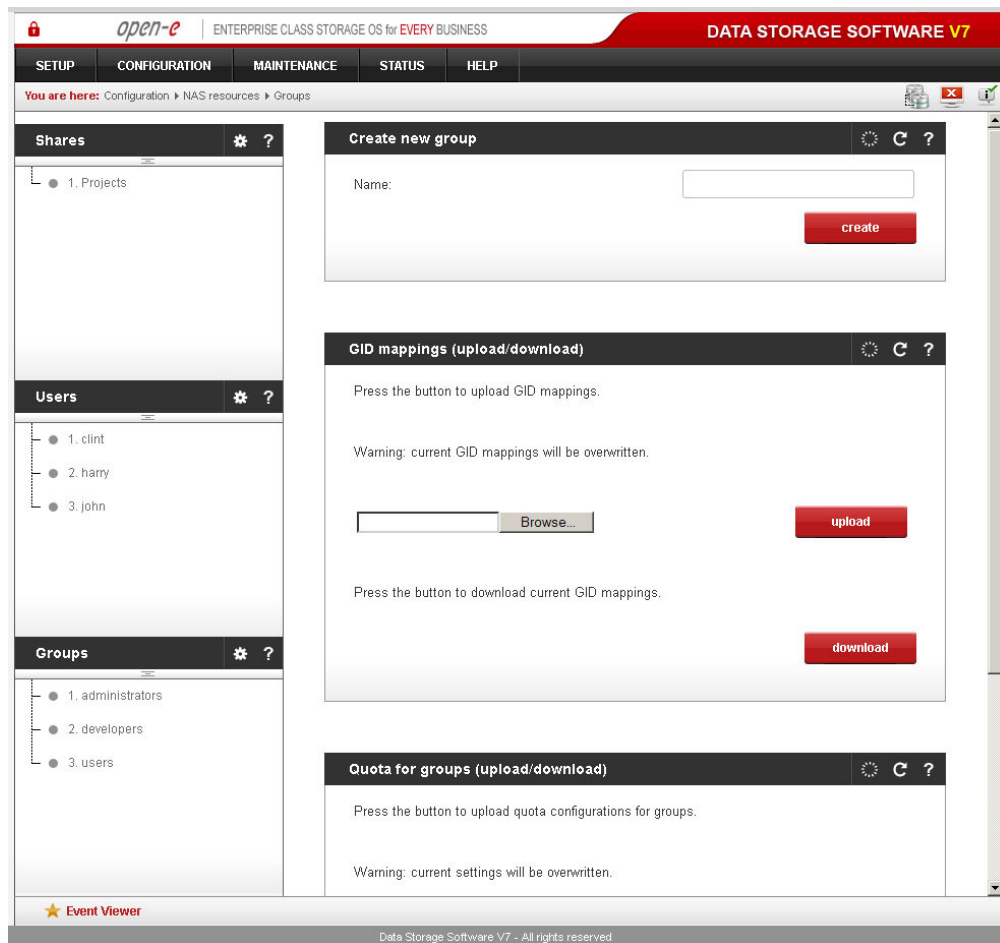 open-e ENTERPRISE CLASS STORAGE OS for EVERY BUSINESS
DATA STORAGE SOFTWARE V7
SETUP CONFIGURATION MAINTENANCE STATUS HELP
You are here: Configuration ▸ NAS resources ▸ Groups
Shares ?
1. Projects
Users ?
1. clint
2. harry
3. john
Groups ?
1. administrators
2. developers
3. users
Create new group ?
Name:
create
GID mappings (upload/download) ?
Press the button to upload GID mappings.
Warning: current GID mappings will be overwritten.
Browse...
upload
Press the button to download current GID mappings.
download
Quota for groups (upload/download) ?
Press the button to upload quota configurations for groups.
Warning: current settings will be overwritten.
Event Viewer
Data Storage Software V7 - All rights reserved